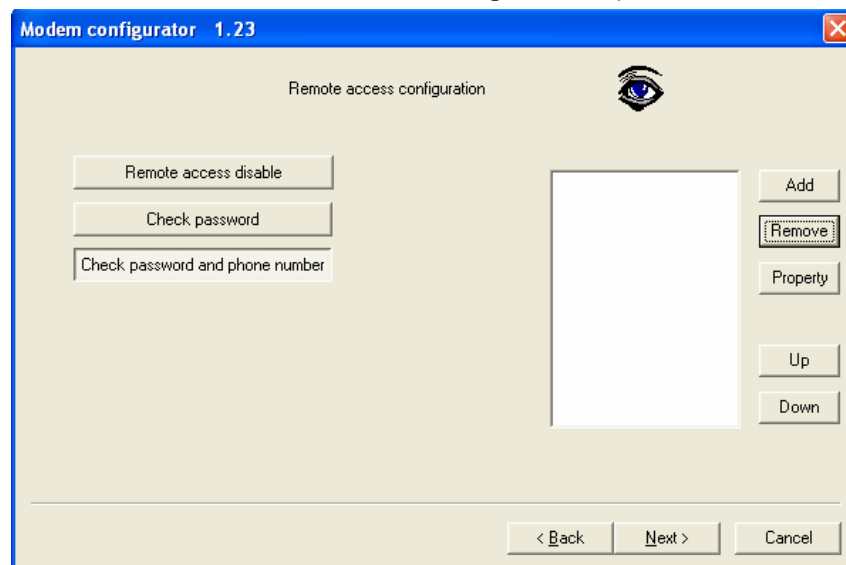 Modem configurator 1.23
Remote access configuration
Remote access disable
Check password
Check password and phone number
Add
Remove
Property
Up
Down
< Back
Next >
Cancel